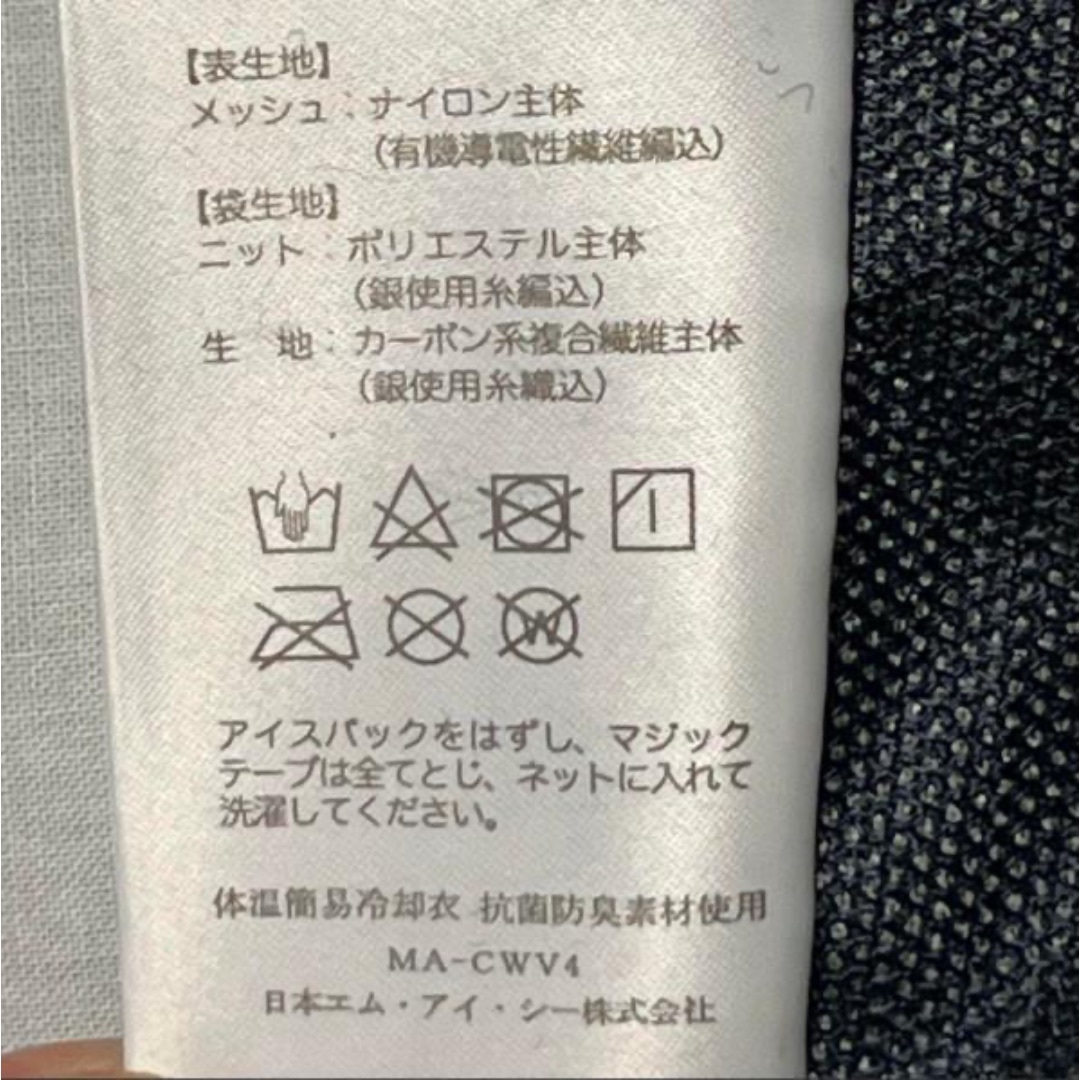 【表生地】
メッシュ：ナイロン主体
（有機導電性繊維編込）
【袋生地】
ニット：ポリエステル主体
（銀使用糸編込）
生　地：カーボン系複合繊維主体
（銀使用糸織込）
W
アイスパックをはずし、マジック
テープは全てとじ、ネットに入れて
洗濯してください。
体温簡易冷却衣 抗菌防臭素材使用
MA-CWV4
日本エム・アイ・シー株式会社